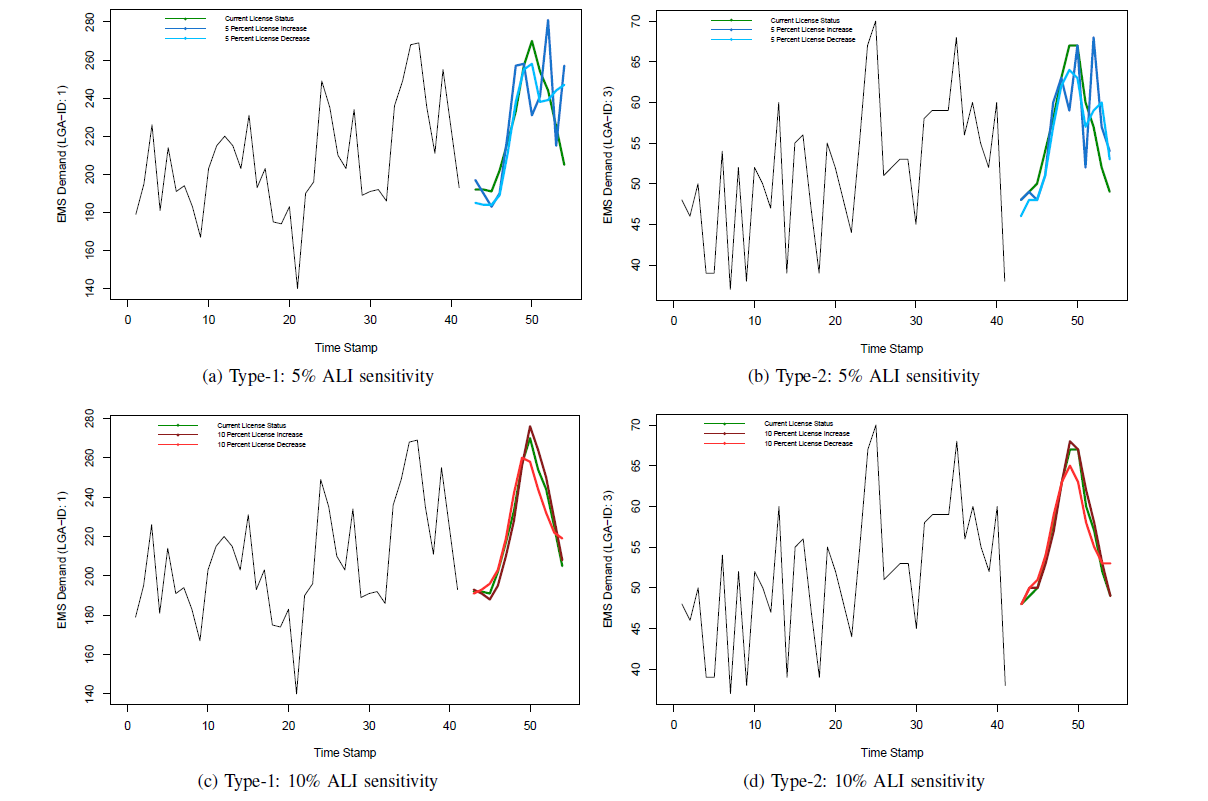 Current License Status
5 Percent License Increase
5 Percent License Decrease
EMS Demand (LGA−ID: 1)
280
260
240
220
200
180
160
140
0 10 20 30 40 50
Time Stamp
(a) Type-1: 5% ALI sensitivity
Current License Status
5 Percent License Increase
5 Percent License Decrease
EMS Demand (LGA−ID: 3)
70
65
60
55
50
45
40
0 10 20 30 40 50
Time Stamp
(b) Type-2: 5% ALI sensitivity
Current License Status
10 Percent License Increase
10 Percent License Decrease
EMS Demand (LGA−ID: 1)
280
260
240
220
200
180
160
140
0 10 20 30 40 50
Time Stamp
(c) Type-1: 10% ALI sensitivity
Current License Status
10 Percent License Increase
10 Percent License Decrease
EMS Demand (LGA−ID: 3)
70
65
60
55
50
45
40
0 10 20 30 40 50
Time Stamp
(d) Type-2: 10% ALI sensitivity